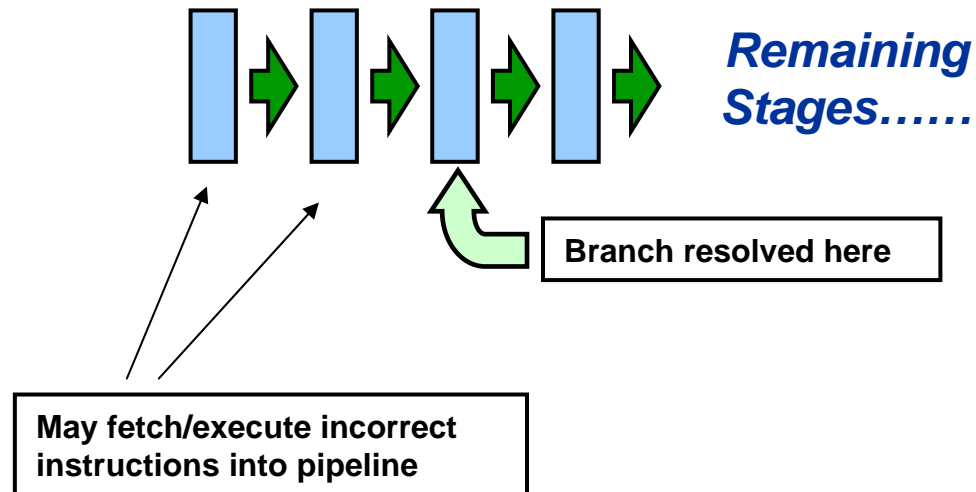 Remaining
Stages……
Branch resolved here
May fetch/execute incorrect
instructions into pipeline